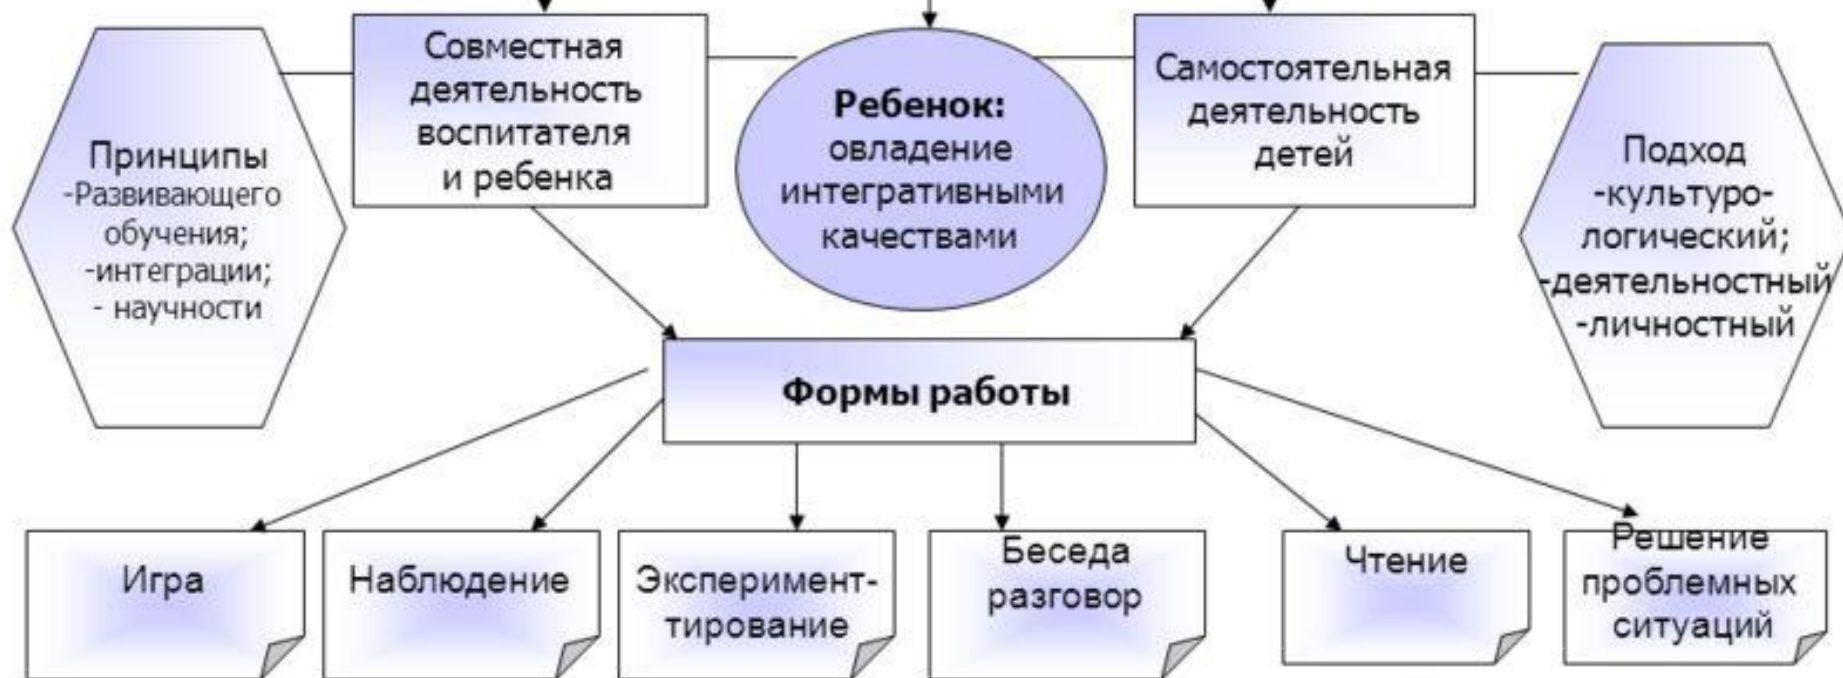 Принципы
-Развивающего
обучения;
-интеграции;
- научности
Совместная
деятельность
воспитателя
и ребенка
Ребенок:
овладение
интегративными
качествами
Самостоятельная
деятельность
детей
Подход
-культуро-
логический;
-деятельностный
-личностный
Формы работы
Игра
Наблюдение
Эксперимент-
тирование
Беседа
разговор
Чтение
Решение
проблемных
ситуаций